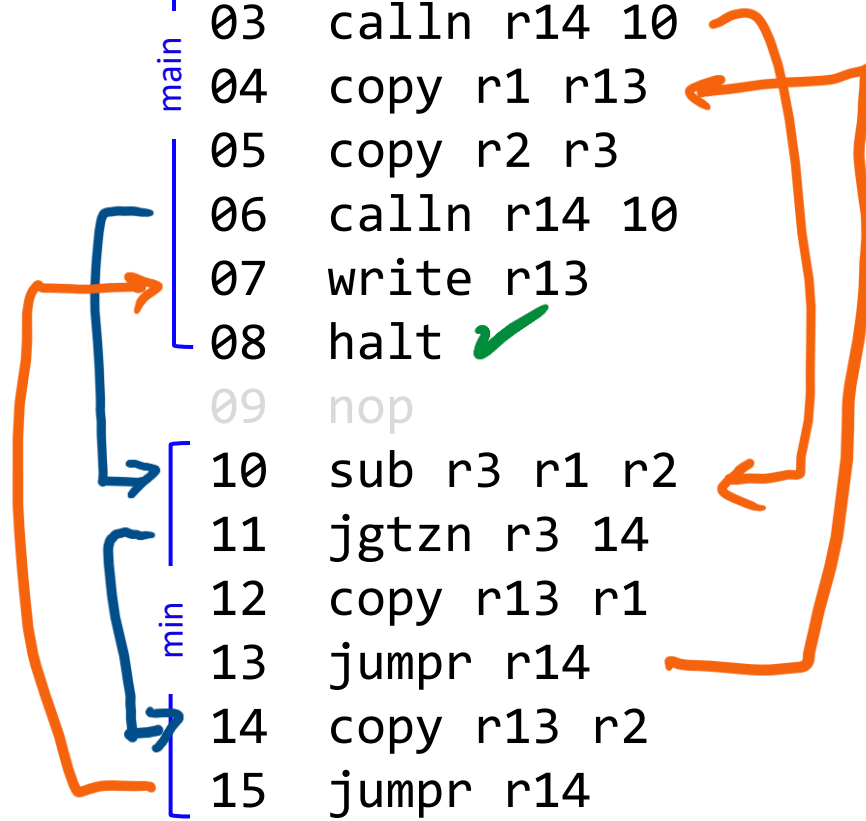 main
03 calln r14 10
04 copy r1 r13
05 copy r2 r3
06 calln r14 10
07 write r13
08 halt
09 nop
min
10 sub r3 r1 r2
11 jgtzn r3 14
12 copy r13 r1
13 jumpr r14
14 copy r13 r2
15 jumpr r14